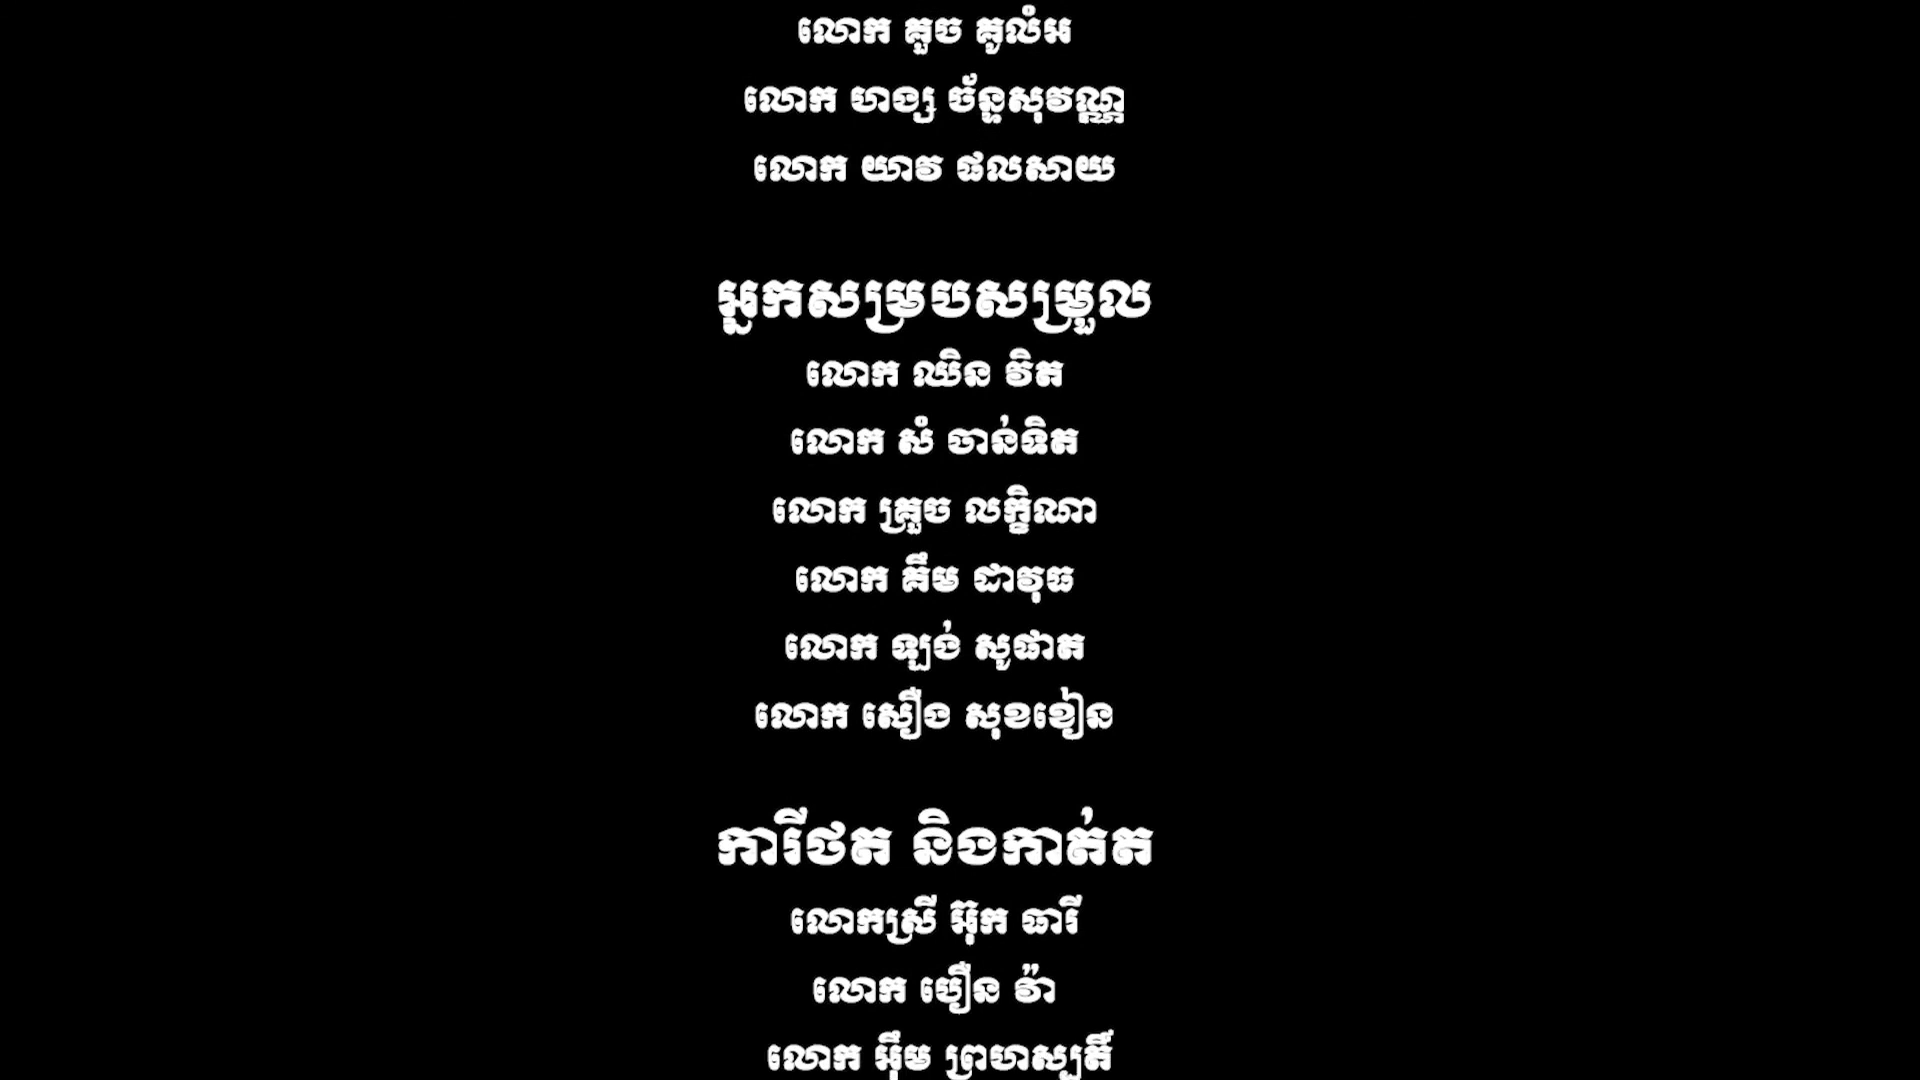 លោក គួច គូលំអ
លោក ហង្ស ច័ន្ទសុវណ្ណ
លោក យាវ ផលសាយ
អ្នកសម្របសម្រួល
លោក ឈិន វិត
លោក សំ ចាន់ទិត
លោក គ្រួច លក្ខិណា
លោក គឹម ដាវុធ
លោក ឡុង់ សូផាត
លោក សឿង សុខខៀន
ការីថត និងកាត់ត
លោកស្រី អ៊ុក ធារី
លោក បឿន វ៉ា
លោក អ៊ឹម ព្រហស្បតិ៍